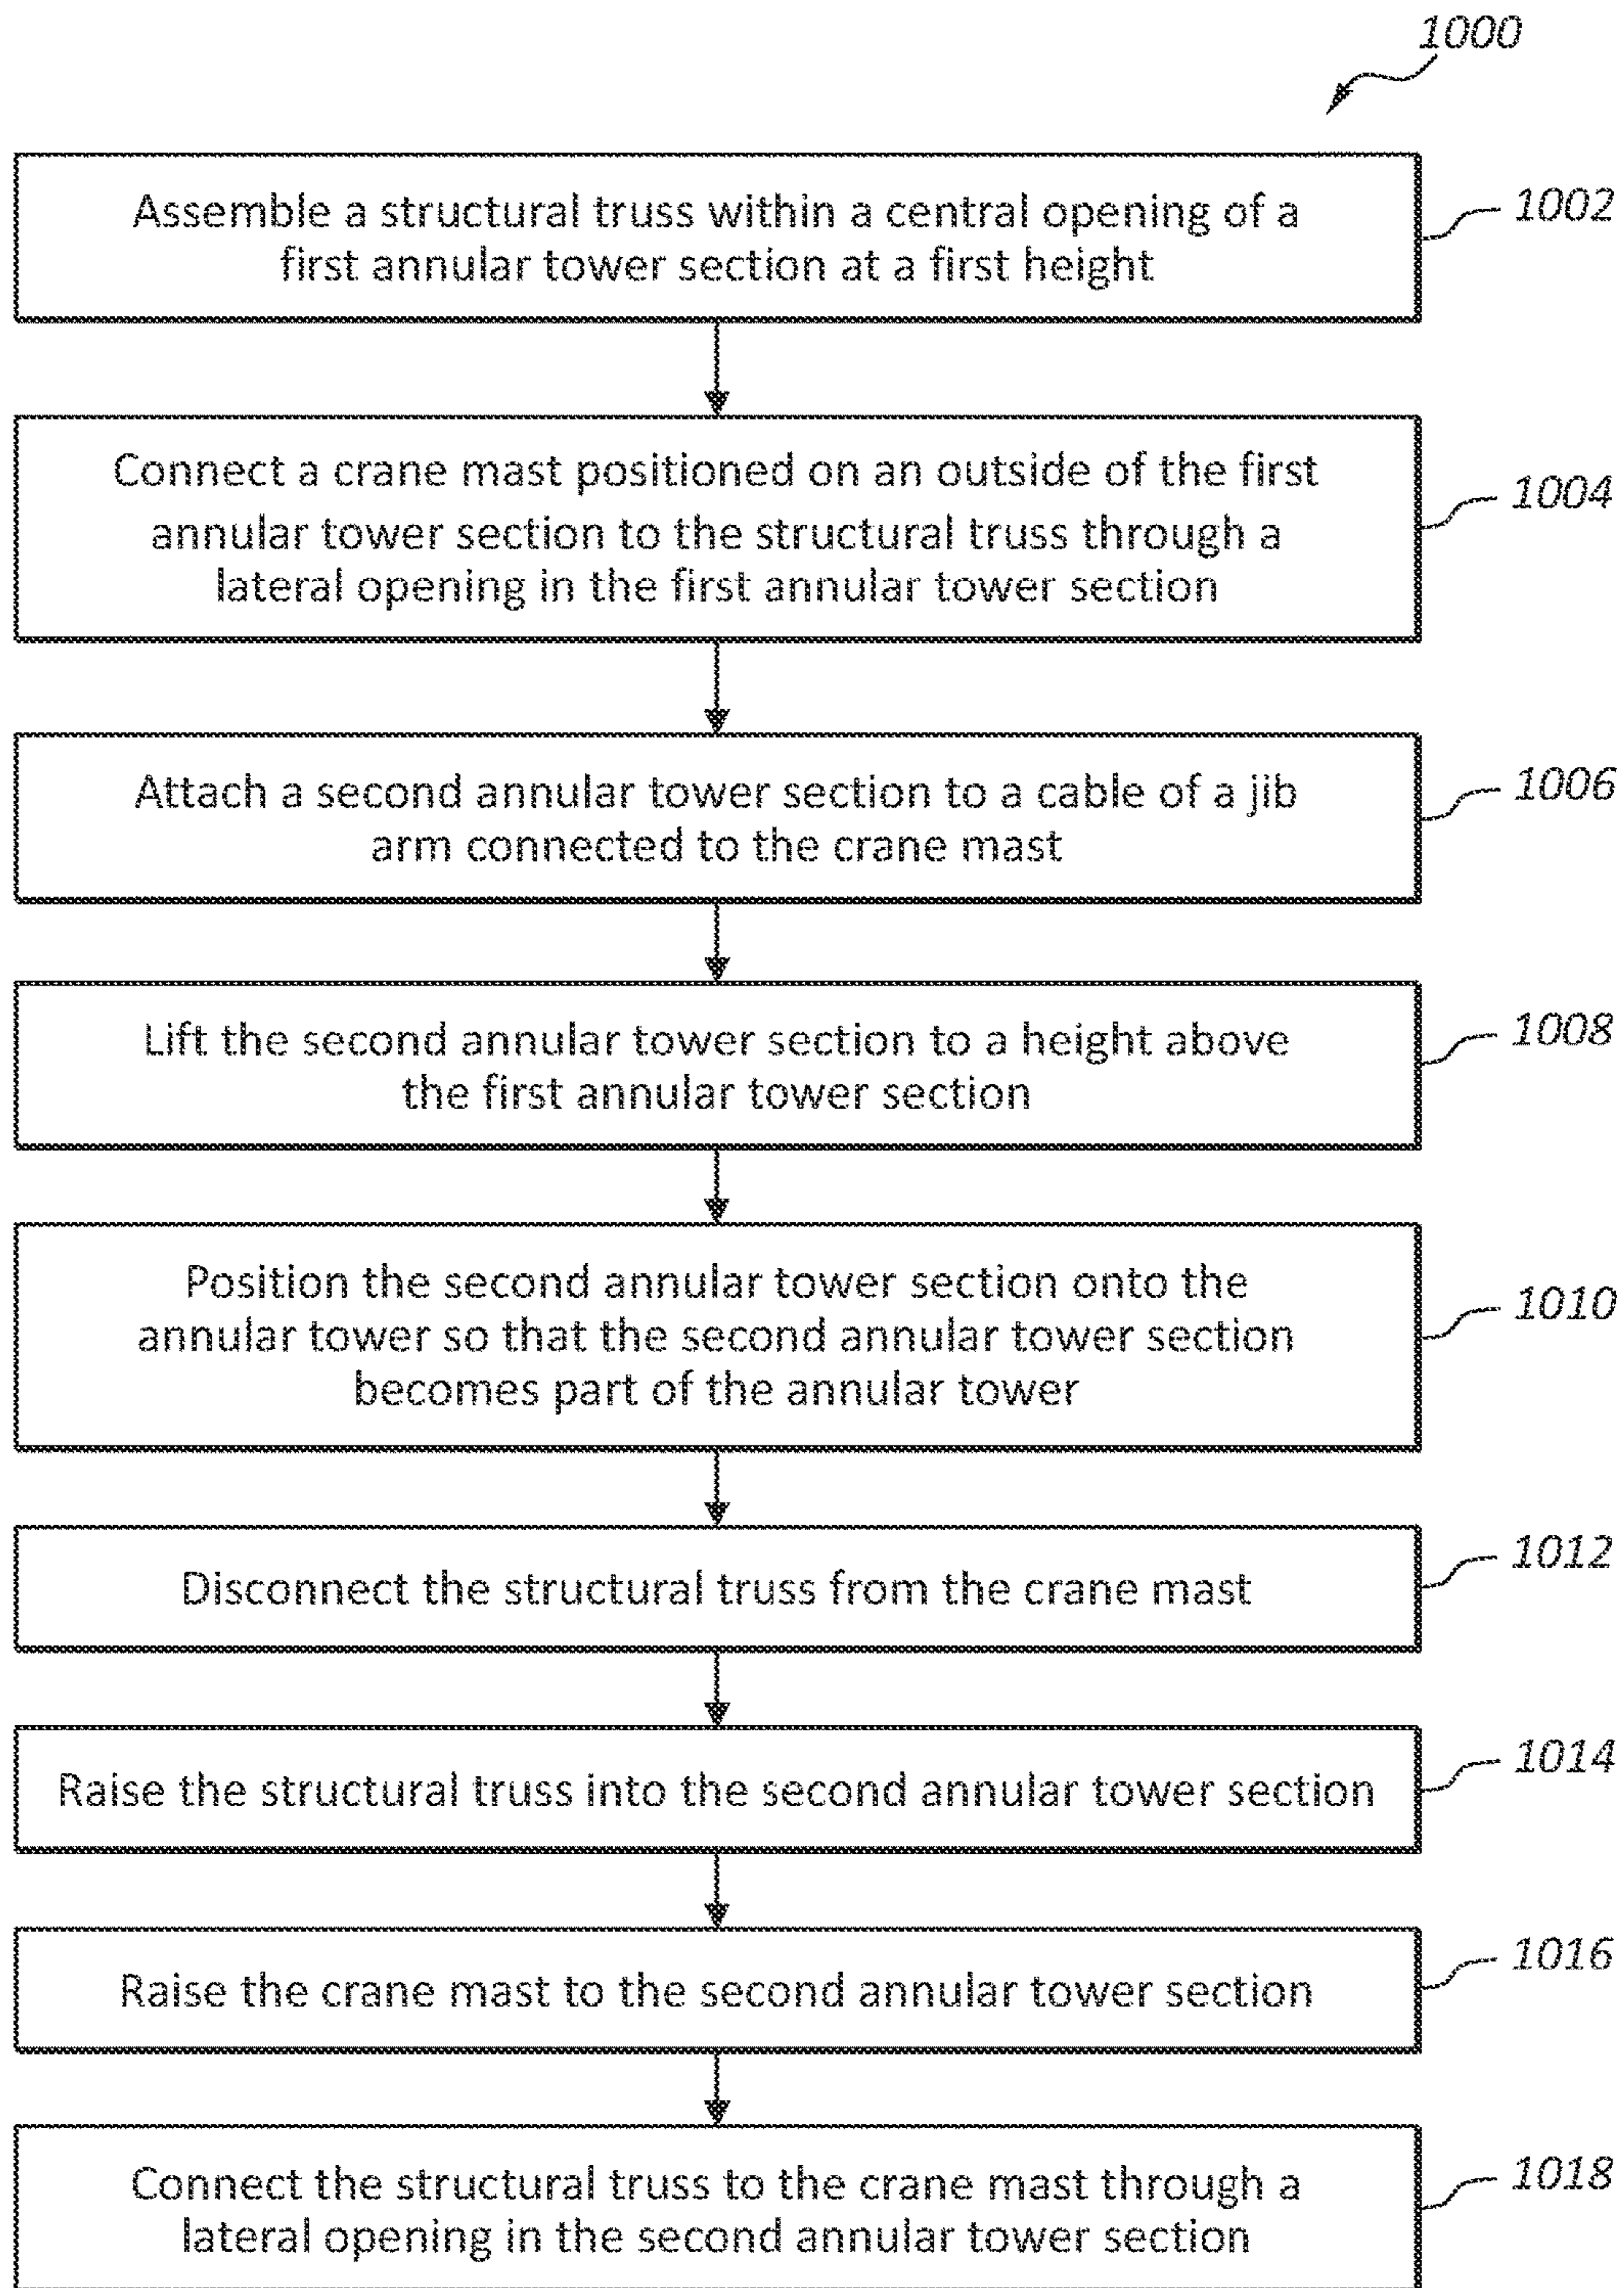 1000
Assemble a structural truss within a central opening of a
first annular tower section at a first height
1002
Connect a crane mast positioned on an outside of the first
annular tower section to the structural truss through a
lateral opening in the first annular tower section
1004
Attach a second annular tower section to a cable of a jib
arm connected to the crane mast
1006
Lift the second annular tower section to a height above
the first annular tower section
1008
Position the second annular tower section onto the
annular tower so that the second annular tower section
becomes part of the annular tower
1010
Disconnect the structural truss from the crane mast
1012
Raise the structural truss into the second annular tower section
1014
Raise the crane mast to the second annular tower section
1016
Connect the structural truss to the crane mast through a
lateral opening in the second annular tower section
1018